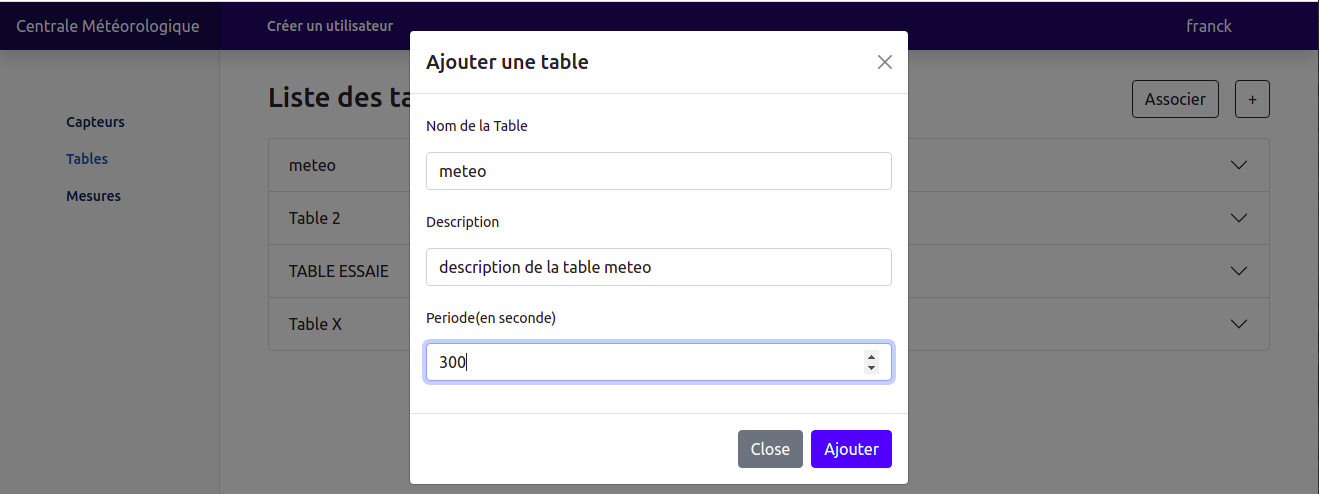 Centrale Météorologique
Créer un utilisateur
franck
Ajouter une table
Liste des ta
Associer
+
Capteurs
Tables
Mesures
Nom de la Table
meteo
meteo
Description
Table 2
description de la table meteo
TABLE ESSAIE
Periode(en seconde)
Table X
300
Close
Ajouter